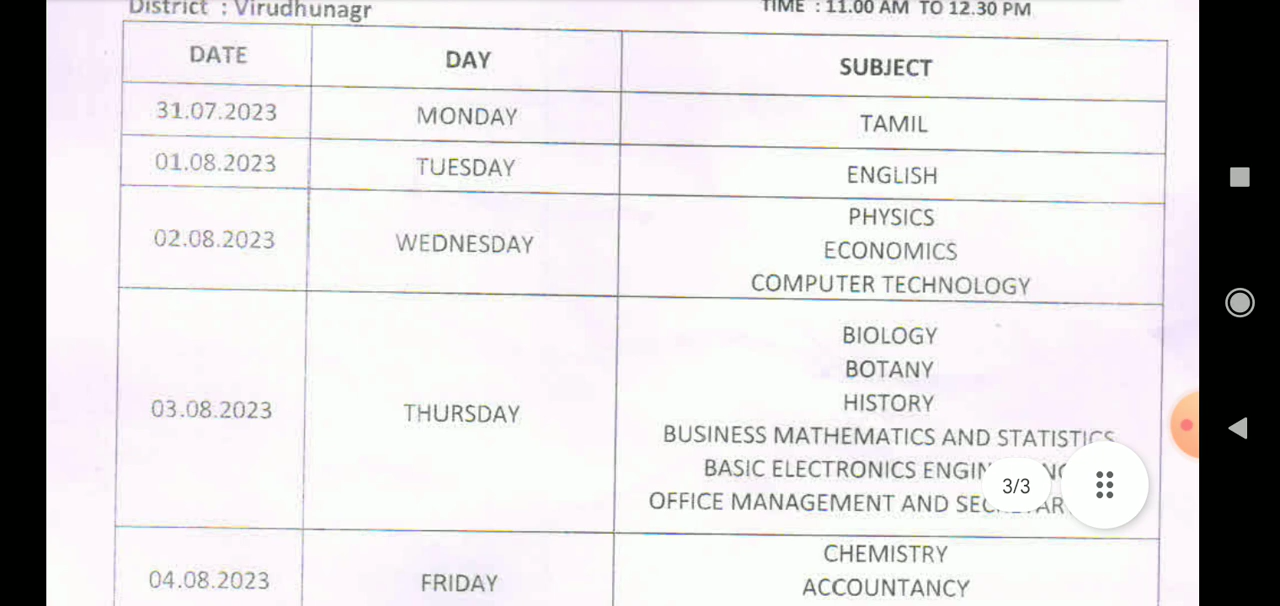 District : Virudhunagr
TIME : 11.00 AM TO 12.30 PM
DATE DAY SUBJECT
31.07.2023 MONDAY TAMIL
01.08.2023 TUESDAY ENGLISH
02.08.2023 WEDNESDAY
PHYSICS
ECONOMICS
COMPUTER TECHNOLOGY
03.08.2023 THURSDAY
BIOLOGY
BOTANY
HISTORY
BUSINESS MATHEMATICS AND STATISTICS
BASIC ELECTRONICS
OFFICE MANAGEMENT AND
3/3
04.08.2023 FRIDAY
CHEMISTRY
ACCOUNTANCY